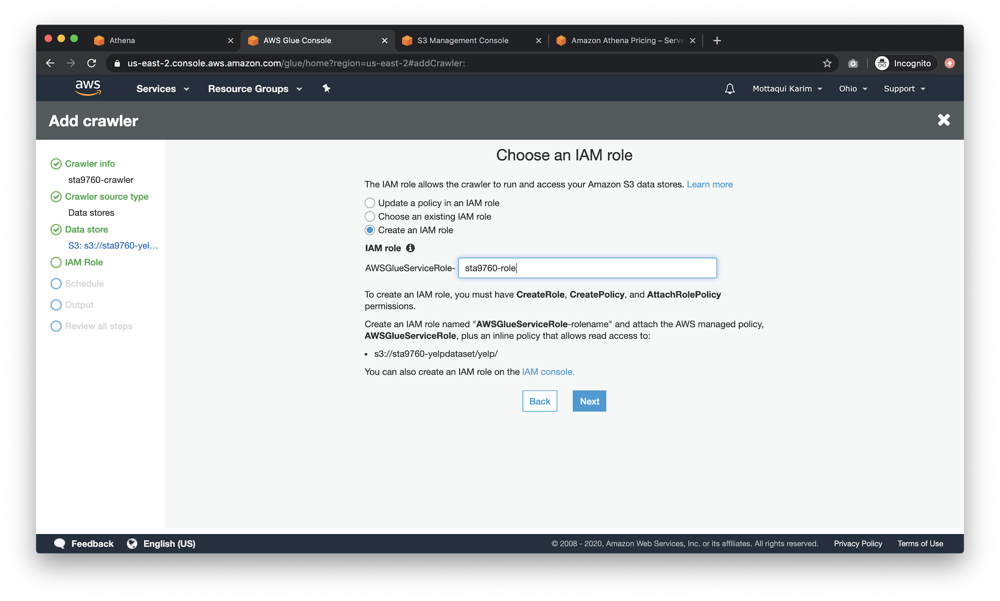 Athena
AWS Glue Console
S3 Management Console
Amazon Athena Pricing – Serve
us-east-2.console.aws.amazon.com/glue/home?region=us-east-2#addCrawler:
Incognito
aws
Services
Resource Groups
Mottaqui Karim
Ohio
Support
Add crawler
Crawler info
sta9760-crawler
Crawler source type
Data stores
Data store
S3: s3://sta9760-yel...
IAM Role
Schedule
Output
Review all steps
Choose an IAM role
The IAM role allows the crawler to run and access your Amazon S3 data stores. Learn more
Update a policy in an IAM role
Choose an existing IAM role
Create an IAM role
IAM role
AWSGlueServiceRole- sta9760-role
To create an IAM role, you must have CreateRole, CreatePolicy, and AttachRolePolicy
permissions.
Create an IAM role named "AWSGlueServiceRole-rolename" and attach the AWS managed policy,
AWSGlueServiceRole, plus an inline policy that allows read access to:
• s3://sta9760-yelpdataset/yelp/
You can also create an IAM role on the IAM console.
Back
Next
Feedback
English (US)
© 2008 - 2020, Amazon Web Services, Inc. or its affiliates. All rights reserved.
Privacy Policy
Terms of Use